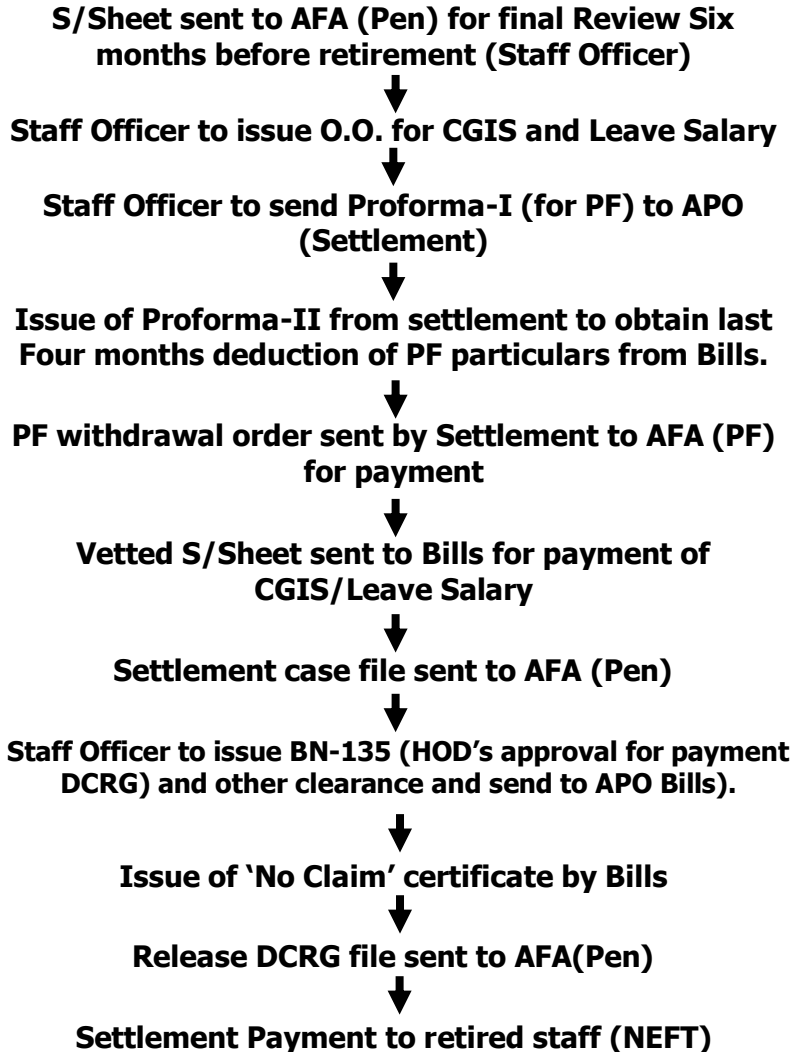 S/Sheet sent to AFA (Pen) for final Review Six
months before retirement (Staff Officer)
Staff Officer to issue O.O. for CGIS and Leave Salary
Staff Officer to send Proforma-I (for PF) to APO
(Settlement)
Issue of Proforma-II from settlement to obtain last
Four months deduction of PF particulars from Bills.
PF withdrawal order sent by Settlement to AFA (PF)
for payment
Vetted S/Sheet sent to Bills for payment of
CGIS/Leave Salary
Settlement case file sent to AFA (Pen)
Staff Officer to issue BN-135 (HOD’s approval for payment
DCRG) and other clearance and send to APO Bills).
Issue of ‘No Claim’ certificate by Bills
Release DCRG file sent to AFA(Pen)
Settlement Payment to retired staff (NEFT)